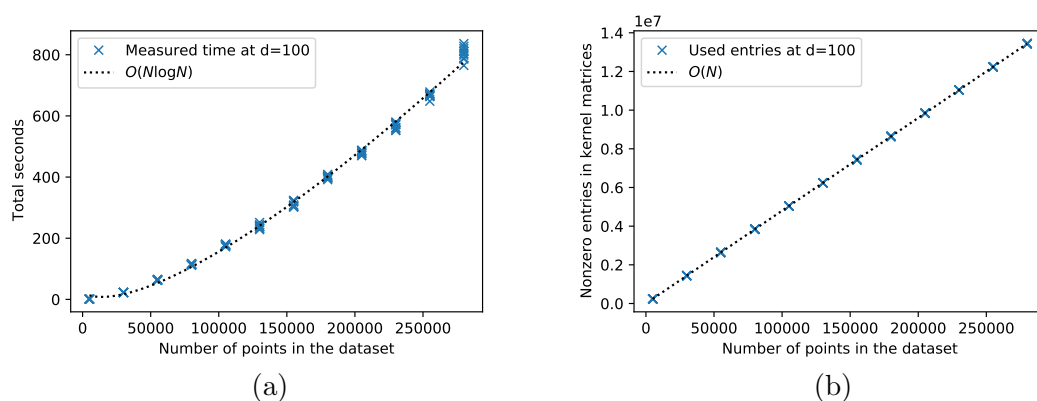 Measured time at d=100
O(NlogN)
800
600
400
200
0
Total seconds
0 50000 100000 150000 200000 250000
Number of points in the dataset
(a)
1e7
Used entries at d=100
O(N)
1.4
1.2
1.0
0.8
0.6
0.4
0.2
0.0
Nonzero entries in kernel matrices
0 50000 100000 150000 200000 250000
Number of points in the dataset
(b)